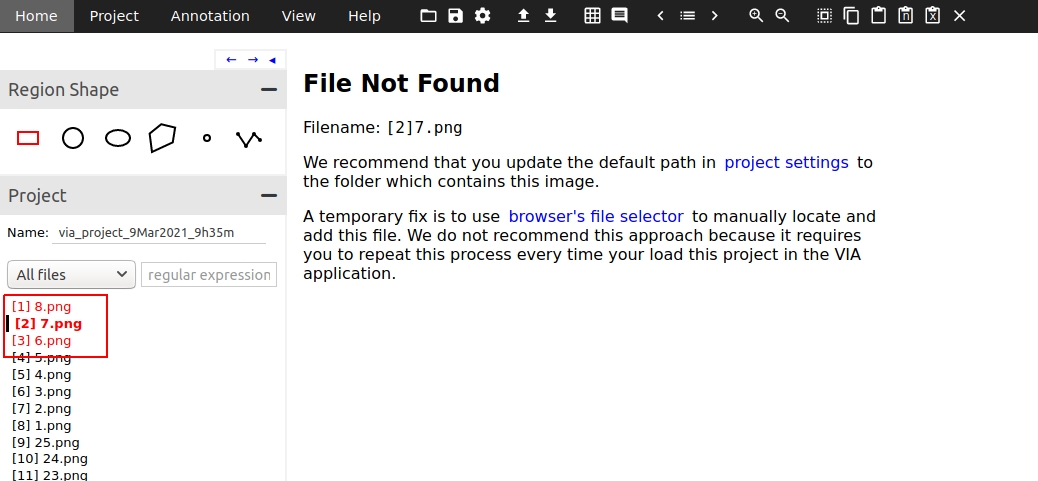 Home Project Annotation View Help
Region Shape
Project
Name: via_project_9Mar2021_9h35m
All files regular expression
[1] 8.png
[2] 7.png
[3] 6.png
[4] 5.png
[5] 4.png
[6] 3.png
[7] 2.png
[8] 1.png
[9] 25.png
[10] 24.png
[11] 23.png
File Not Found
Filename: [2]7.png
We recommend that you update the default path in project settings to
the folder which contains this image.
A temporary fix is to use browser's file selector to manually locate and
add this file. We do not recommend this approach because it requires
you to repeat this process every time your load this project in the VIA
application.